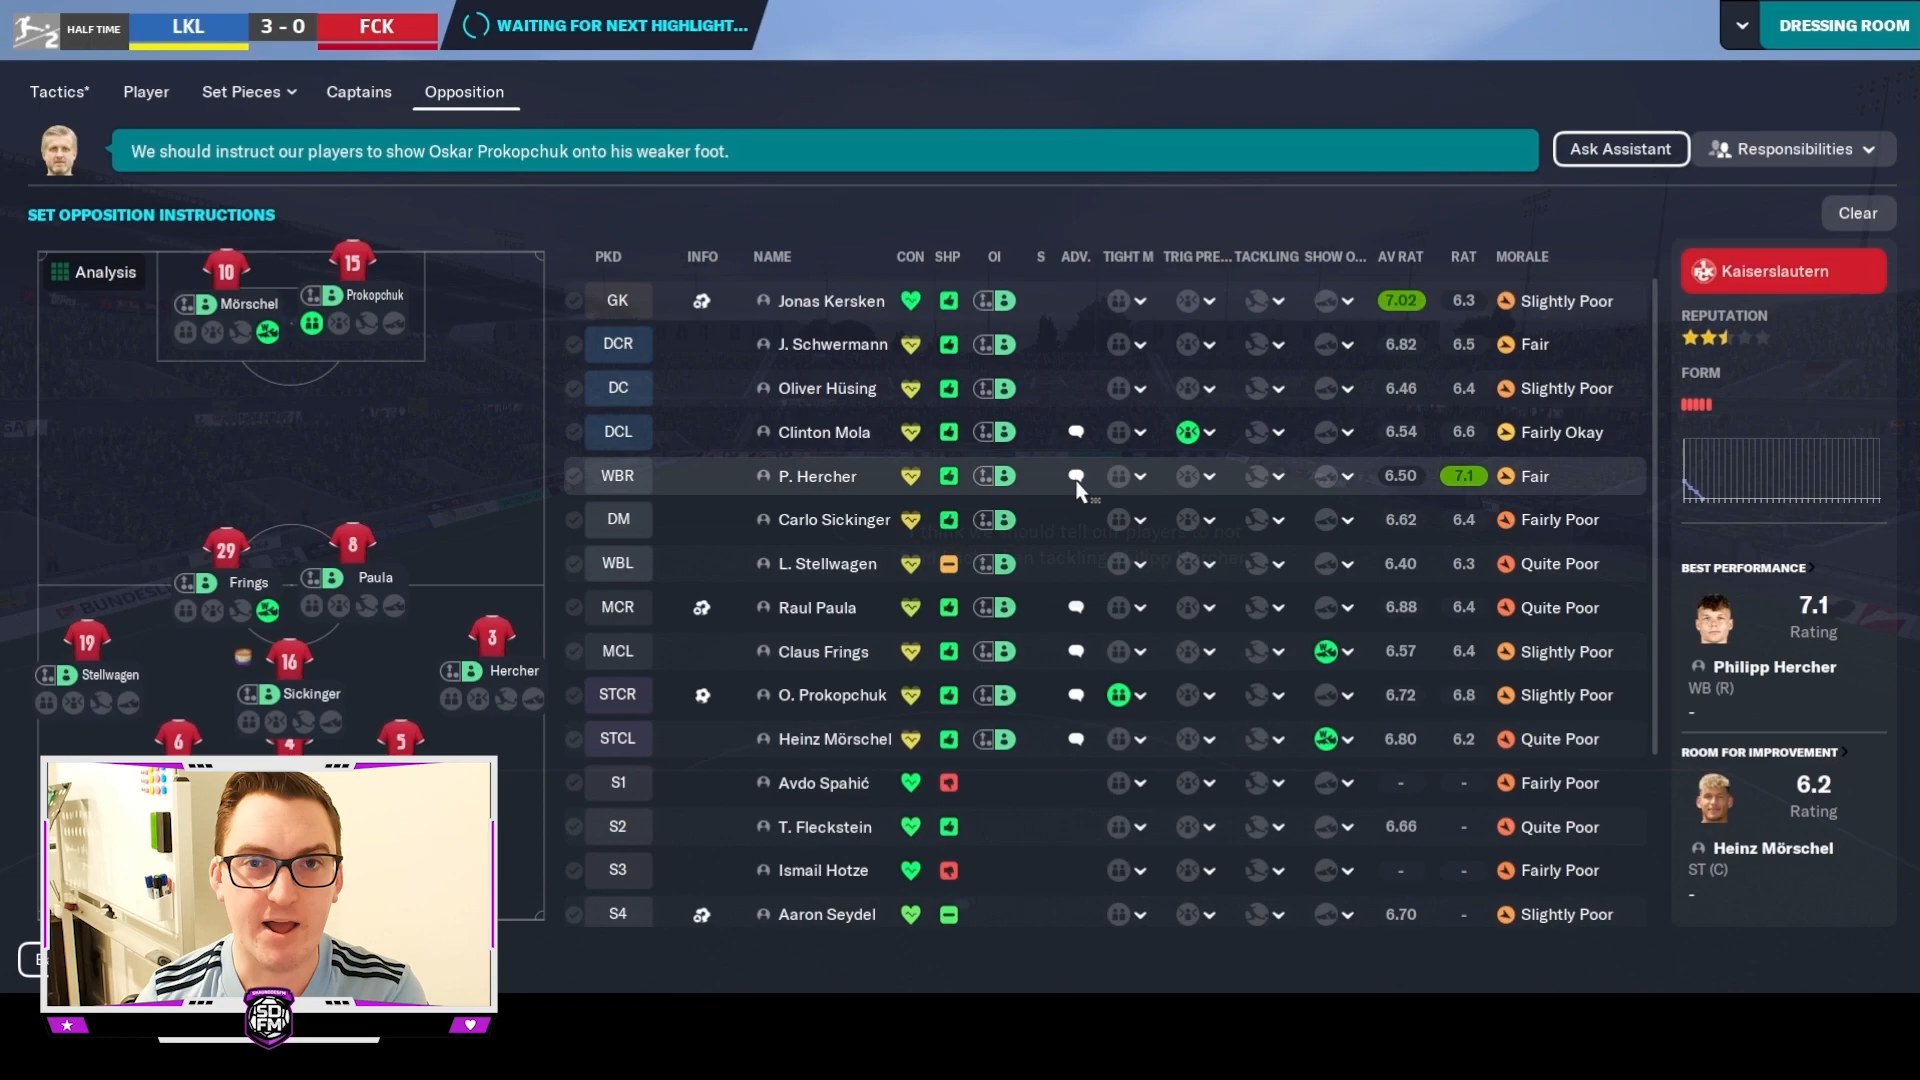 2 HALF TIME LKL 3 - 0 FCK WAITING FOR NEXT HIGHLIGHT... DRESSING ROOM
Tactics* Player Set Pieces Captains Opposition
We should instruct our players to show Oskar Prokopchuk onto his weaker foot.
Ask Assistant Responsibilities
SET OPPOSITION INSTRUCTIONS
Clear
Analysis
10 15
Mörschel Prokopchuk
29 8
Frings Paula
19 16 3
Stellwagen Sickinger Hercher
6 4 5
PKD INFO NAME CON SHP OI S ADV. TIGHT M TRIG PRE... TACKLING SHOW O... AV RAT RAT MORALE
GK Jonas Kersken 7.02 6.3 Slightly Poor
DCR J. Schwermann 6.82 6.5 Fair
DC Oliver Hüsing 6.46 6.4 Slightly Poor
DCL Clinton Mola 6.54 6.6 Fairly Okay
WBR P. Hercher 6.50 7.1 Fair
DM Carlo Sickinger 6.62 6.4 Fairly Poor
WBL L. Stellwagen 6.40 6.3 Quite Poor
MCR Raul Paula 6.88 6.4 Quite Poor
MCL Claus Frings 6.57 6.4 Slightly Poor
STCR O. Prokopchuk 6.72 6.8 Slightly Poor
STCL Heinz Mörschel 6.80 6.2 Quite Poor
S1 Avdo Spahić - - Fairly Poor
S2 T. Fleckstein 6.66 - Quite Poor
S3 Ismail Hotze - - Fairly Poor
S4 Aaron Seydel 6.70 - Slightly Poor
Kaiserslautern
REPUTATION
FORM
BEST PERFORMANCE
7.1
Rating
Philipp Hercher
WB (R)
-
ROOM FOR IMPROVEMENT
6.2
Rating
Heinz Mörschel
ST (C)
-
SD
FM